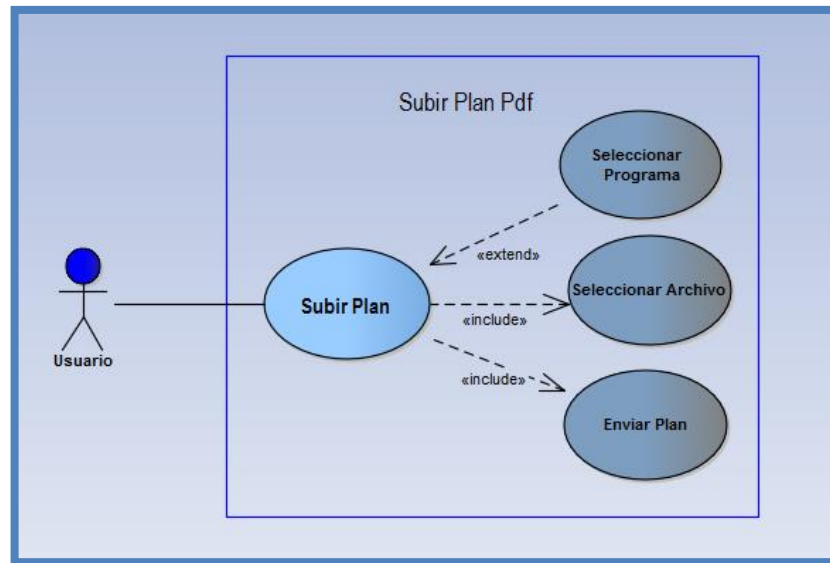 Subir Plan Pdf
Seleccionar
Programa
«extend»
Seleccionar Archivo
Subir Plan
«include»
Usuario
«include»
Enviar Plan